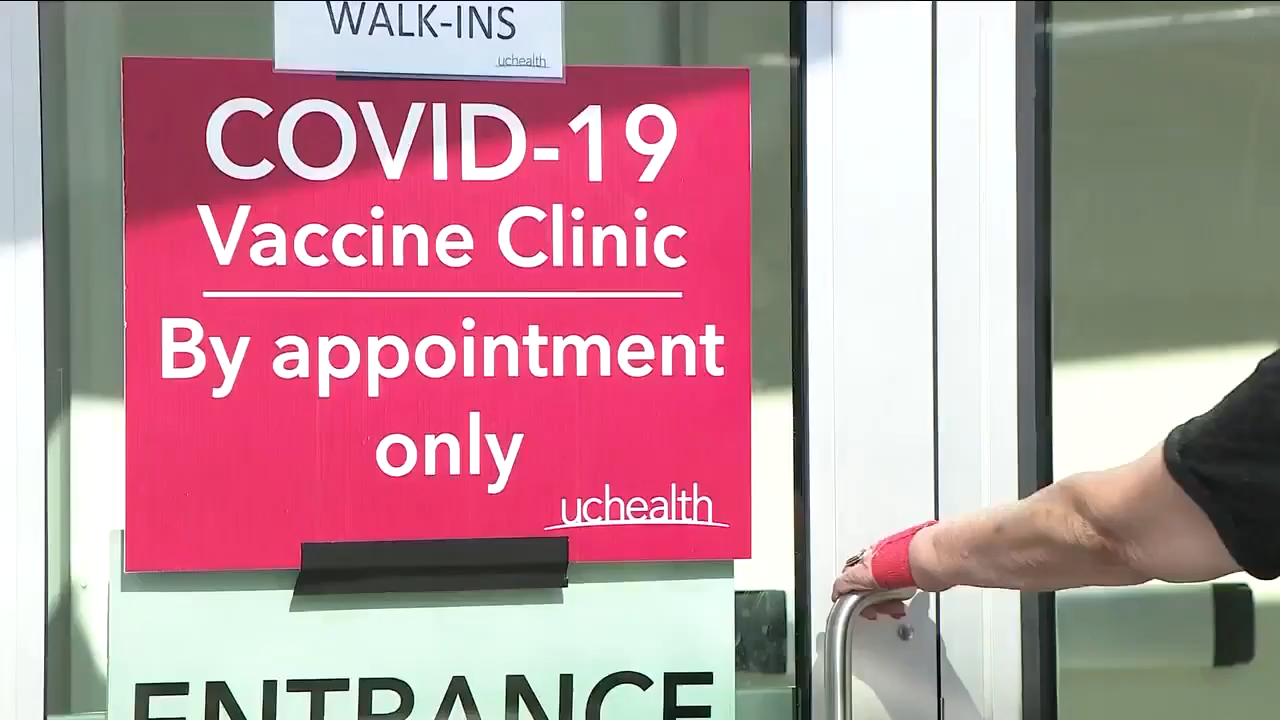 WALK-INS
uchealth
COVID-19
Vaccine Clinic
By appointment
only
uchealth
ENTRANCE